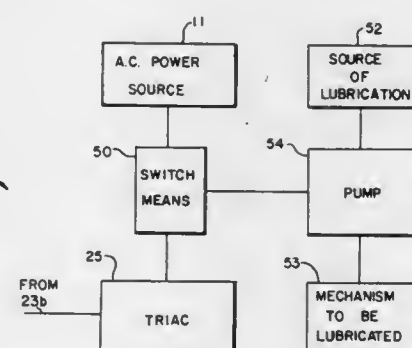 11
A.C. POWER
SOURCE
52
SOURCE
OF
LUBRICATION
50
SWITCH
MEANS
54
PUMP
25
TRIAC
FROM
23b
53
MECHANISM
TO BE
LUBRICATED